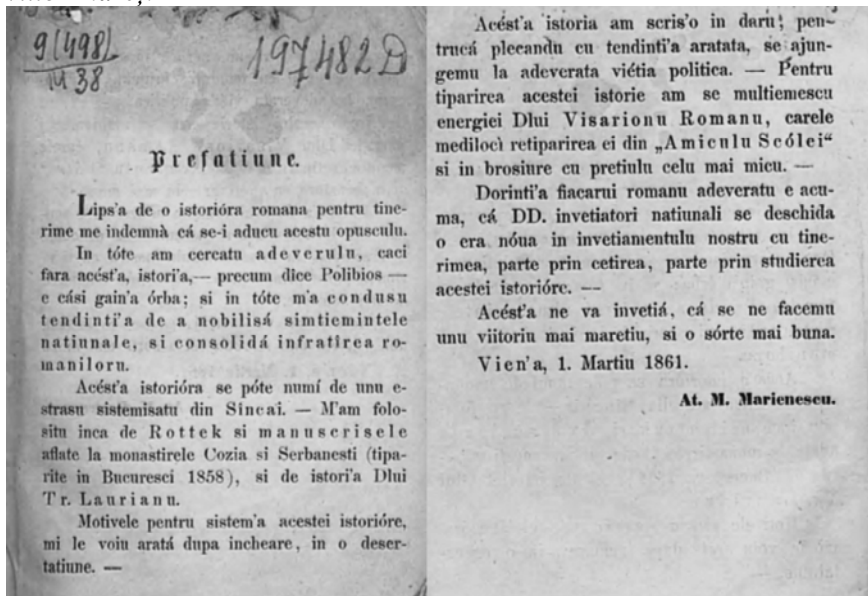 9(498)
M 38
197482 D
Prefatiune.
Lips'a de o istorióra romana pentru tine-
rime me indemnà cá se-i aducu acestu opusculu.
In tóte am cercatu adeverulu, caci
fara acést'a, istori'a,— precum dice Polibios —
e cási gain'a órba; si in tóte m'a condusu
tendinti'a de a nobilisá simtiemintele
natiunale, si consolidá infratîrea ro-
maniloru.
Acést'a istorióra se póte numí de unu e-
strasu sistemisatu din Sincai. — M'am folo-
situ inca de Rottek si manuscrisele
aflate la monastirele Cozia si Serbanesti (tipa-
rite in Bucuresci 1858), si de istori'a Dlui
Tr. Laurianu.
Motivele pentru sistem'a acestei istorióre,
mi le voiu aratá dupa incheare, in o deser-
tatiune. —
Acést'a istoria am scris'o in daru; pen-
trucá plecandu cu tendinti'a aratata, se ajun-
gemu la adeverata viétia politica. — Pentru
tiparirea acestei istorie am se multiemescu
energiei Dlui Visarionu Romanu, carele
medilocì retiparirea ei din „Amiculu Scólei“
si in brosiure cu pretiulu celu mai micu. —
Dorinti'a fiacarui romanu adeveratu e acu-
ma, cá DD. invetiatori natiunali se deschida
o era nóua in invetiamentulu nostru cu tine-
rimea, parte prin cetirea, parte prin studierea
acestei istorióre. —
Acést'a ne va invetiá, cá se ne facemu
unu viitoriu mai maretiu, si o sórte mai buna.
Vien'a, 1. Martiu 1861.
At. M. Marienescu.